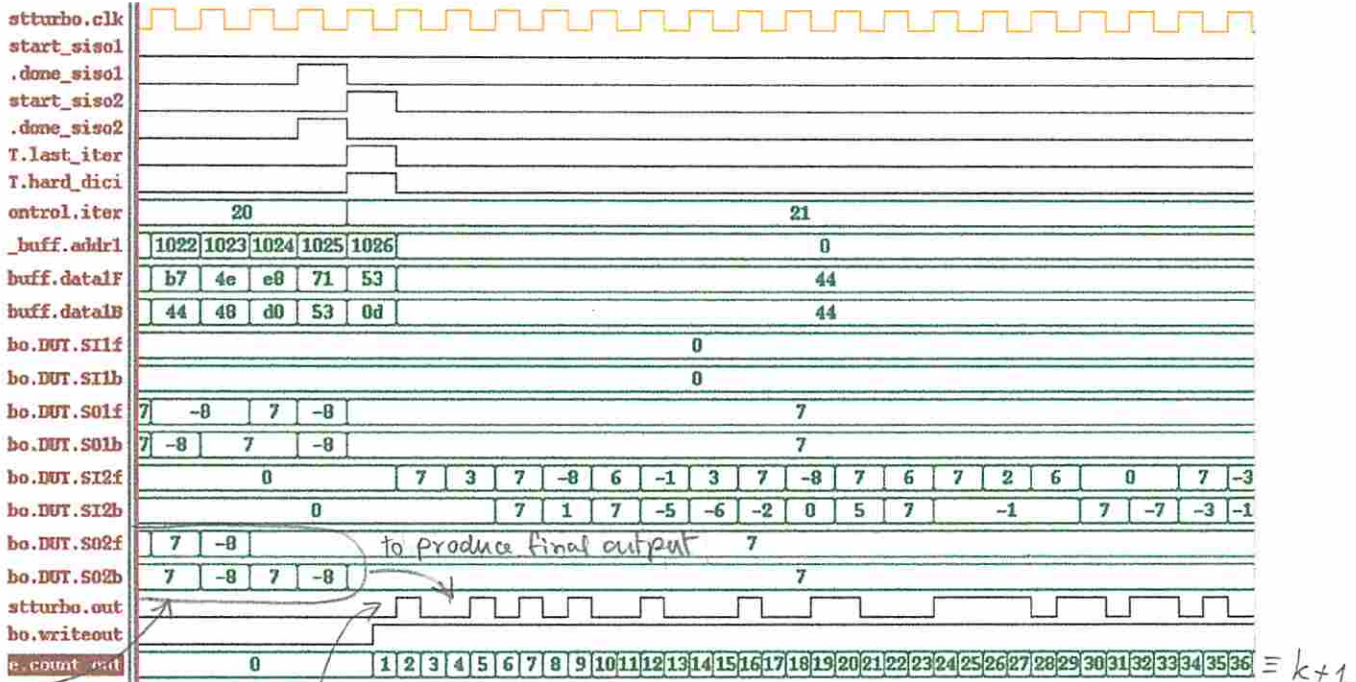 stturbo.clk
start_siso1
.done_siso1
start_siso2
.done_siso2
T.last_iter
T.hard_dici
ontrol.iter 20 21
_buff.addr1 1022 1023 1024 1025 1026 0
buff.data1F b7 4e e8 71 53 44
buff.data1B 44 48 d0 53 0d 44
bo.DUT.SI1f 0
bo.DUT.SI1b 0
bo.DUT.SO1f 7 -8 7 -8 7
bo.DUT.SO1b 7 -8 7 -8 7
bo.DUT.SI2f 0 7 3 7 -8 6 -1 3 7 -8 7 6 7 2 6 0 7 -3
bo.DUT.SI2b 0 7 1 7 -5 -6 -2 0 5 7 -1 7 -7 -3 -1
bo.DUT.SO2f 7 -8 to produce final output 7
bo.DUT.SO2b 7 -8 7 -8 7
stturbo.out
bo.writeout
e.count_out 0 1 2 3 4 5 6 7 8 9 10 11 12 13 14 15 16 17 18 19 20 21 22 23 24 25 26 27 28 29 30 31 32 33 34 35 36 ≡ k+1